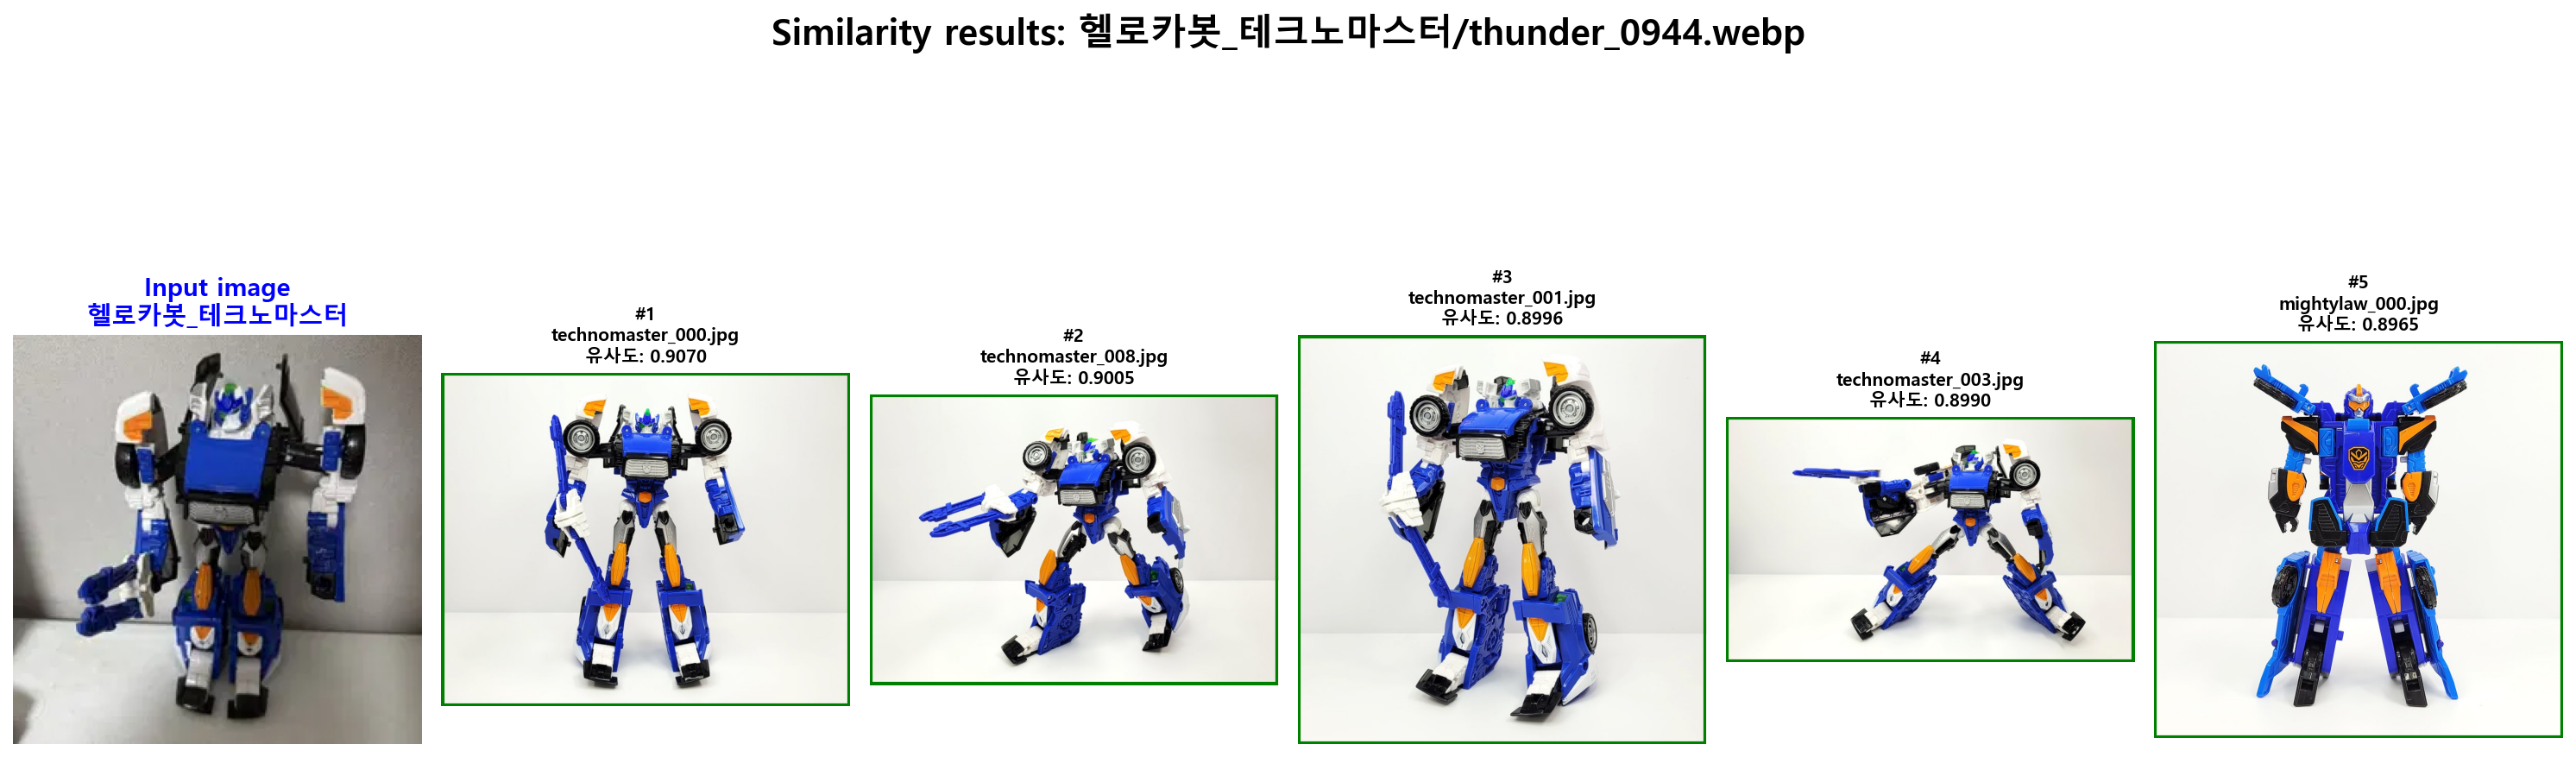 Similarity results: 헬로카봇_테크노마스터/thunder_0944.webp
Input image
헬로카봇_테크노마스터
#1
technomaster_000.jpg
유사도: 0.9070
#2
technomaster_008.jpg
유사도: 0.9005
#3
technomaster_001.jpg
유사도: 0.8996
#4
technomaster_003.jpg
유사도: 0.8990
#5
mightylaw_000.jpg
유사도: 0.8965